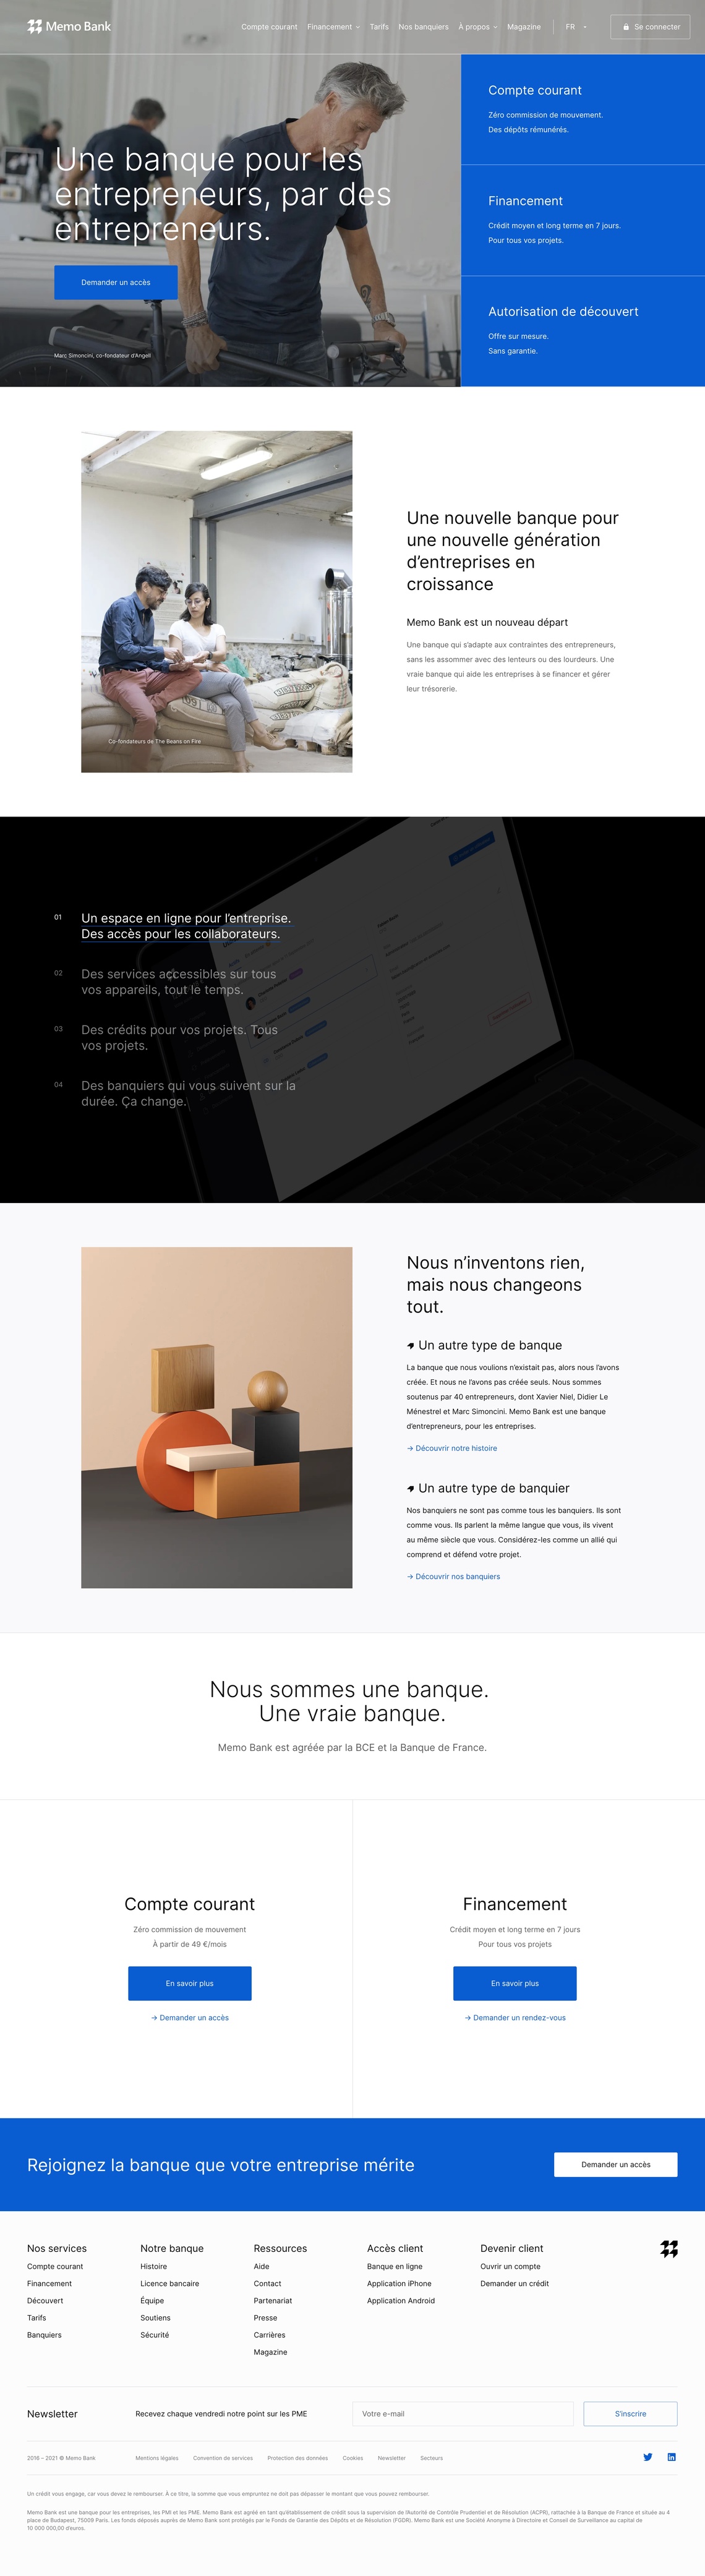 Memo Bank
Compte courant Financement Tarifs Nos banquiers À propos Magazine FR Se connecter
Une banque pour les
entrepreneurs, par des
entrepreneurs.
Demander un accès
Marc Simoncini, co-fondateur d'Angell
Compte courant
Zéro commission de mouvement.
Des dépôts rémunérés.
Financement
Crédit moyen et long terme en 7 jours.
Pour tous vos projets.
Autorisation de découvert
Offre sur mesure.
Sans garantie.
Co-fondateurs de The Beans on Fire
Une nouvelle banque pour
une nouvelle génération
d’entreprises en
croissance
Memo Bank est un nouveau départ
Une banque qui s’adapte aux contraintes des entrepreneurs,
sans les assommer avec des lenteurs ou des lourdeurs. Une
vraie banque qui aide les entreprises à se financer et gérer
leur trésorerie.
01 Un espace en ligne pour l’entreprise.
Des accès pour les collaborateurs.
02 Des services accessibles sur tous
vos appareils, tout le temps.
03 Des crédits pour vos projets. Tous
vos projets.
04 Des banquiers qui vous suivent sur la
durée. Ça change.
Nous n’inventons rien,
mais nous changeons
tout.
Un autre type de banque
La banque que nous voulions n’existait pas, alors nous l’avons
créée. Et nous ne l’avons pas créée seuls. Nous sommes
soutenus par 40 entrepreneurs, dont Xavier Niel, Didier Le
Ménestrel et Marc Simoncini. Memo Bank est une banque
d’entrepreneurs, pour les entreprises.
→ Découvrir notre histoire
Un autre type de banquier
Nos banquiers ne sont pas comme tous les banquiers. Ils sont
comme vous. Ils parlent la même langue que vous, ils vivent
au même siècle que vous. Considérez-les comme un allié qui
comprend et défend votre projet.
→ Découvrir nos banquiers
Nous sommes une banque.
Une vraie banque.
Memo Bank est agréée par la BCE et la Banque de France.
Compte courant
Zéro commission de mouvement
À partir de 49 €/mois
En savoir plus
→ Demander un accès
Financement
Crédit moyen et long terme en 7 jours
Pour tous vos projets
En savoir plus
→ Demander un rendez-vous
Rejoignez la banque que votre entreprise mérite
Demander un accès
Nos services
Compte courant
Financement
Découvert
Tarifs
Banquiers
Notre banque
Histoire
Licence bancaire
Équipe
Soutiens
Sécurité
Ressources
Aide
Contact
Partenariat
Presse
Carrières
Magazine
Accès client
Banque en ligne
Application iPhone
Application Android
Devenir client
Ouvrir un compte
Demander un crédit
Newsletter
Recevez chaque vendredi notre point sur les PME
Votre e-mail
S’inscrire
2016 – 2021 © Memo Bank Mentions légales Convention de services Protection des données Cookies Newsletter Secteurs
Un crédit vous engage, car vous devez le rembourser. À ce titre, la somme que vous empruntez ne doit pas dépasser le montant que vous pouvez rembourser.
Memo Bank est une banque pour les entreprises, les PMI et les PME. Memo Bank est agréé en tant qu’établissement de crédit sous la supervision de l’Autorité de Contrôle Prudentiel et de Résolution (ACPR), rattachée à la Banque de France et située au 4
place de Budapest, 75009 Paris. Les fonds déposés auprès de Memo Bank sont protégés par le Fonds de Garantie des Dépôts et de Résolution (FGDR). Memo Bank est une Société Anonyme à Directoire et Conseil de Surveillance au capital de
10 000 000,00 d’euros.